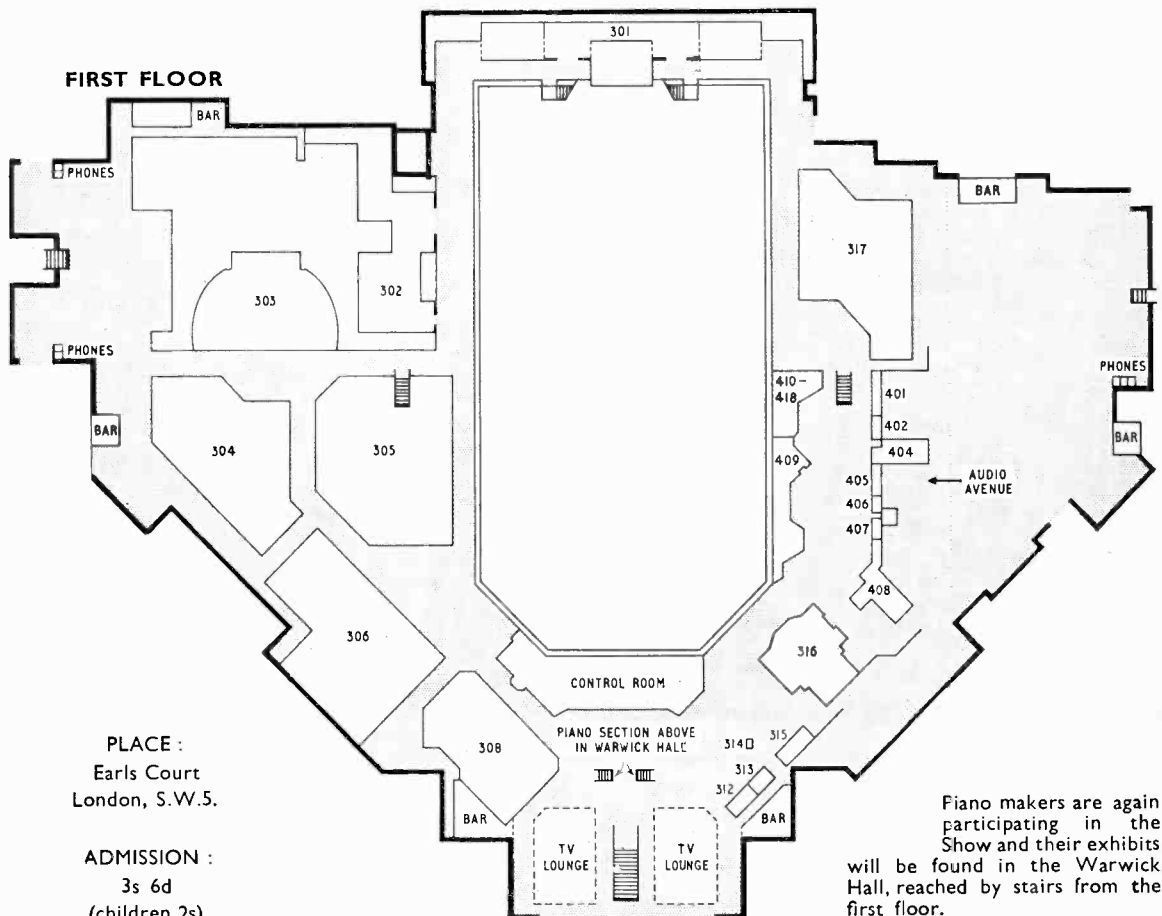 FIRST FLOOR
301
BAR
PHONES
BAR
317
302
303
PHONES
PHONES
410–
418
401
BAR
402
BAR
304
305
404
409
405
AUDIO
AVENUE
406
407
408
306
316
CONTROL ROOM
PIANO SECTION ABOVE
IN WARWICK HALL
314
315
308
313
312
BAR
TV
LOUNGE
TV
LOUNGE
BAR
PLACE :
Earls Court
London, S.W.5.
ADMISSION :
3s 6d
(children 2s)
Piano makers are again
participating in the
Show and their exhibits
will be found in the Warwick
Hall, reached by stairs from the
first floor.